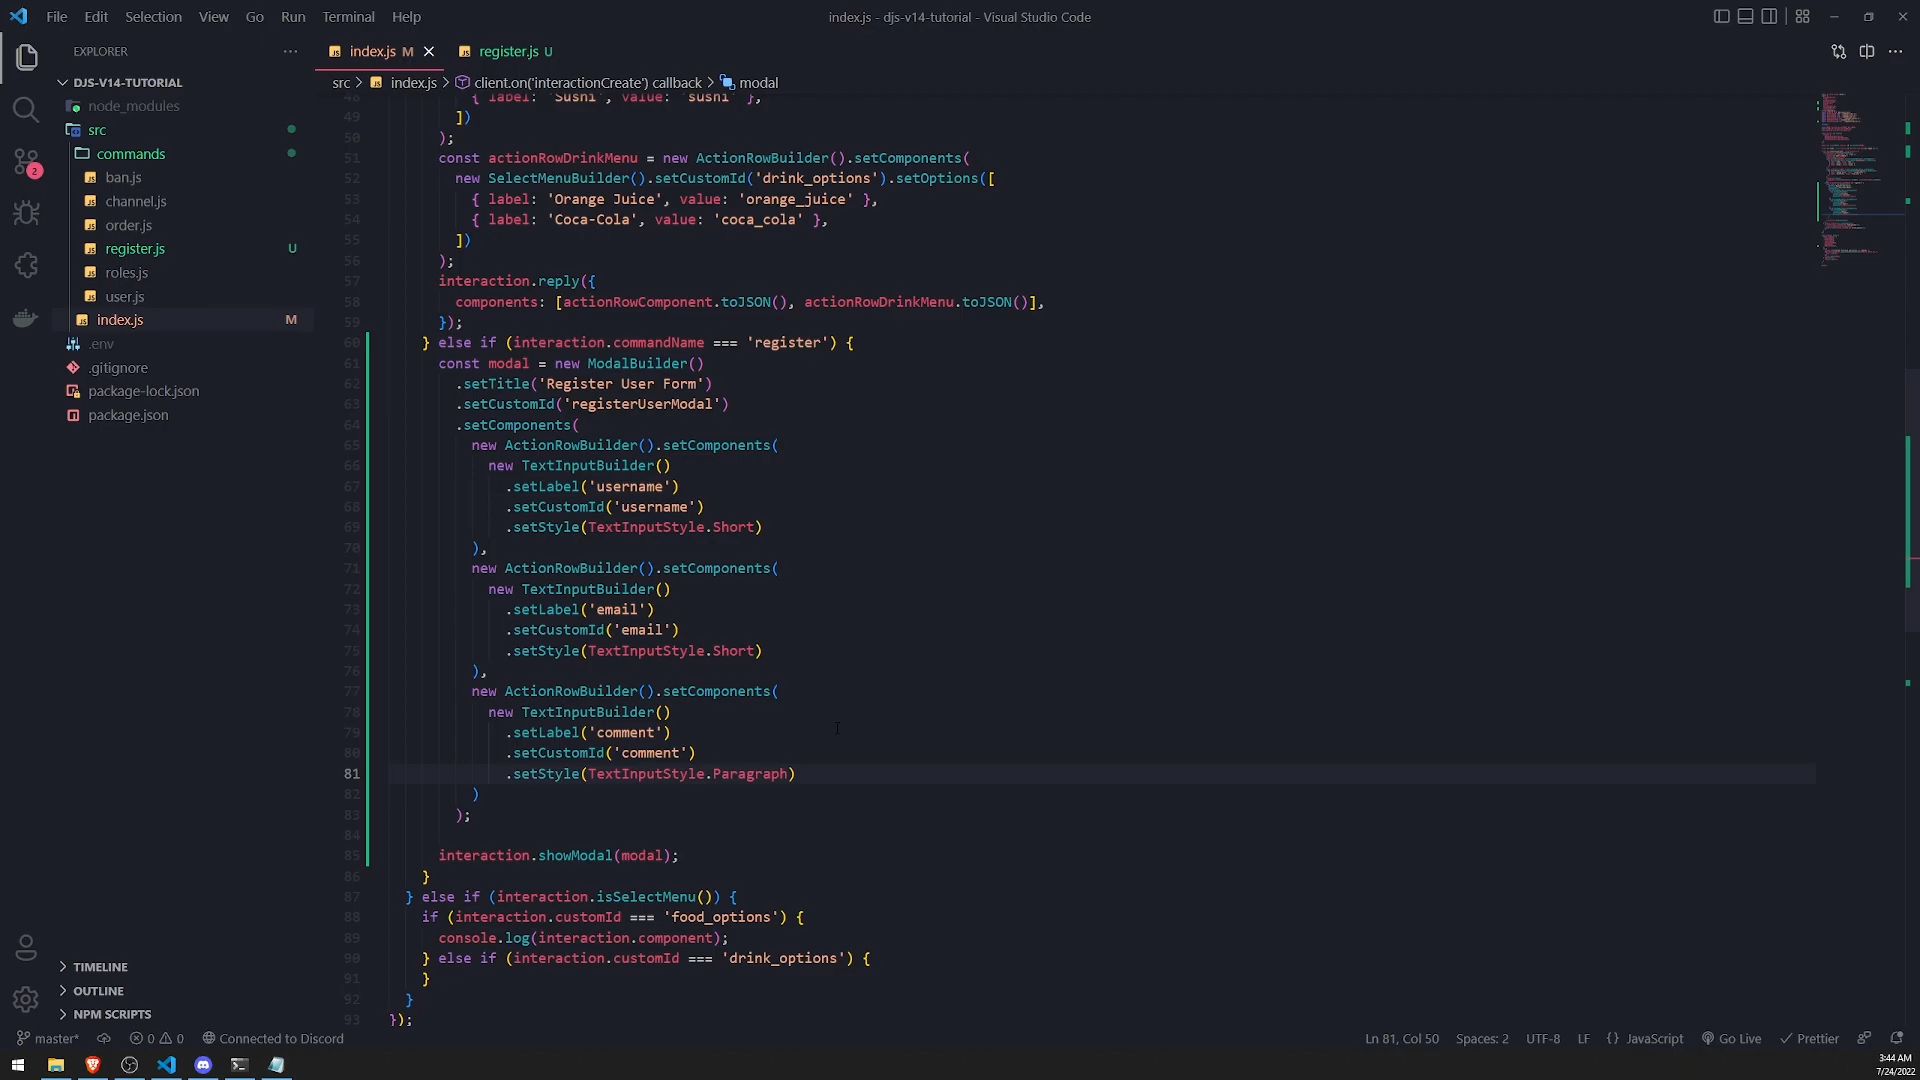 File Edit Selection View Go Run Terminal Help
index.js - djs-v14-tutorial - Visual Studio Code
EXPLORER
index.js M
register.js U
DJS-V14-TUTORIAL
src > index.js > client.on('interactionCreate') callback > modal
node_modules
src
commands
ban.js
channel.js
order.js
register.js U
roles.js
user.js
index.js M
.env
.gitignore
package-lock.json
package.json
2
48 { label: 'Sushi', value: 'sushi' },
49 ])
50 );
51 const actionRowDrinkMenu = new ActionRowBuilder().setComponents(
52 new SelectMenuBuilder().setCustomId('drink_options').setOptions([
53 { label: 'Orange Juice', value: 'orange_juice' },
54 { label: 'Coca-Cola', value: 'coca_cola' },
55 ])
56 );
57 interaction.reply({
58 components: [actionRowComponent.toJSON(), actionRowDrinkMenu.toJSON()],
59 });
60 } else if (interaction.commandName === 'register') {
61 const modal = new ModalBuilder()
62 .setTitle('Register User Form')
63 .setCustomId('registerUserModal')
64 .setComponents(
65 new ActionRowBuilder().setComponents(
66 new TextInputBuilder()
67 .setLabel('username')
68 .setCustomId('username')
69 .setStyle(TextInputStyle.Short)
70 ),
71 new ActionRowBuilder().setComponents(
72 new TextInputBuilder()
73 .setLabel('email')
74 .setCustomId('email')
75 .setStyle(TextInputStyle.Short)
76 ),
77 new ActionRowBuilder().setComponents(
78 new TextInputBuilder()
79 .setLabel('comment')
80 .setCustomId('comment')
81 .setStyle(TextInputStyle.Paragraph)
82 )
83 );
84
85 interaction.showModal(modal);
86 }
87 } else if (interaction.isSelectMenu()) {
88 if (interaction.customId === 'food_options') {
89 console.log(interaction.component);
90 } else if (interaction.customId === 'drink_options') {
91 }
92 }
93 });
TIMELINE
OUTLINE
NPM SCRIPTS
master* 0 0 Connected to Discord
Ln 81, Col 50 Spaces: 2 UTF-8 LF {} JavaScript Go Live Prettier
3:44 AM
7/24/2022